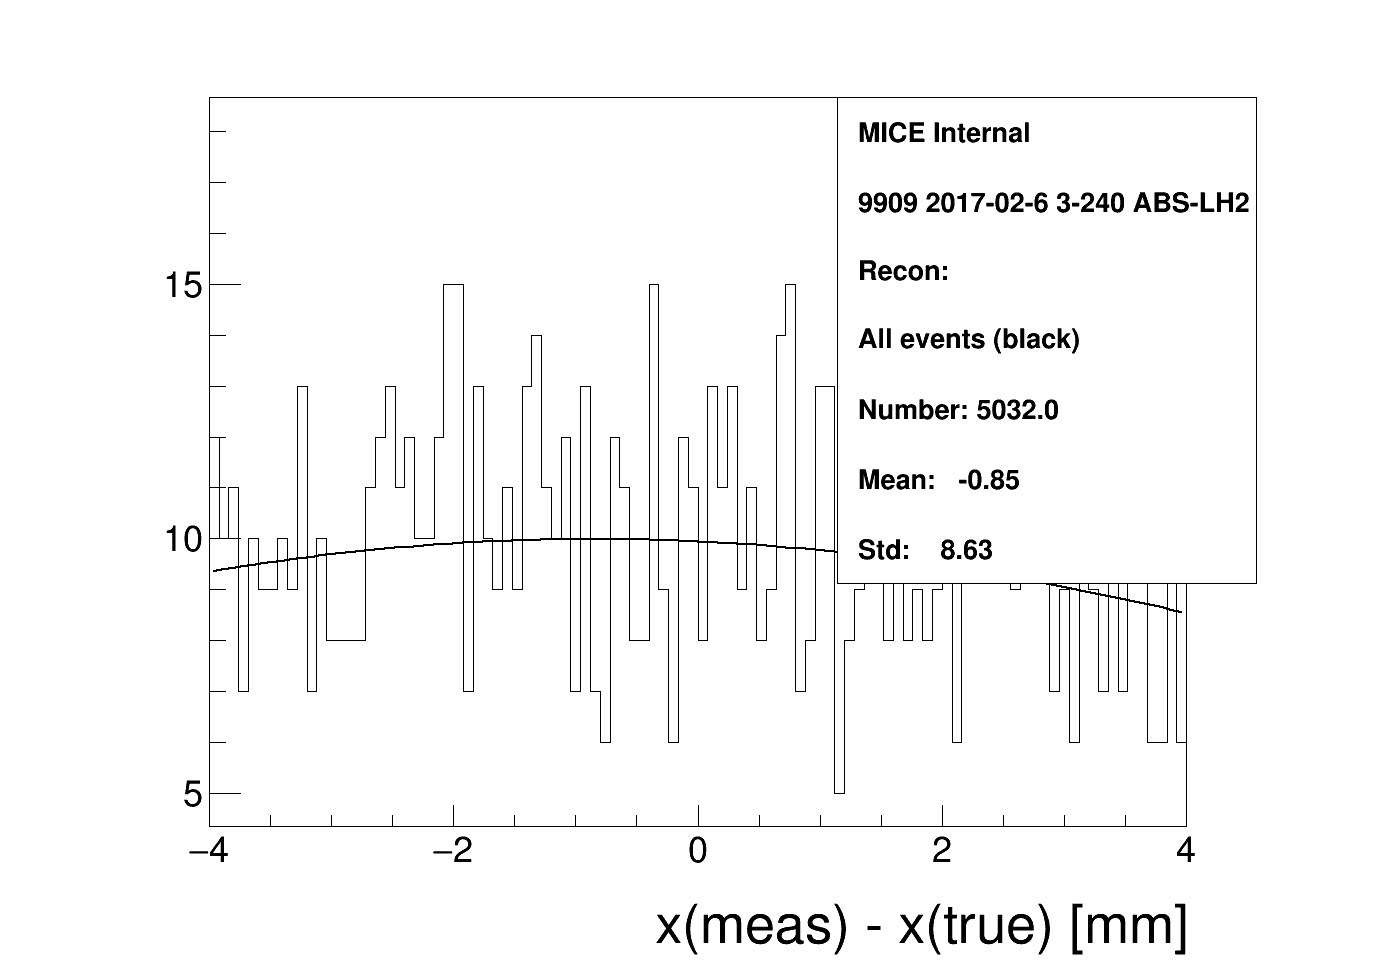 MICE Internal
9909 2017-02-6 3-240 ABS-LH2
Recon:
All events (black)
Number: 5032.0
Mean: -0.85
Std: 8.63
15
10
5
−4 −2 0 2 4
x(meas) - x(true) [mm]